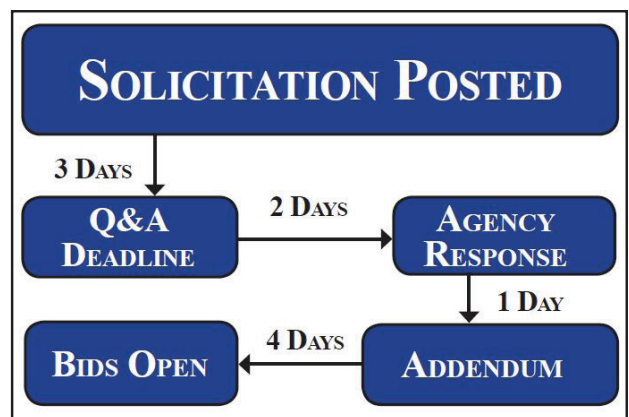 SOLICITATION POSTED
3 DAYS
Q&A
DEADLINE
2 DAYS
AGENCY
RESPONSE
1 DAY
ADDENDUM
4 DAYS
BIDS OPEN